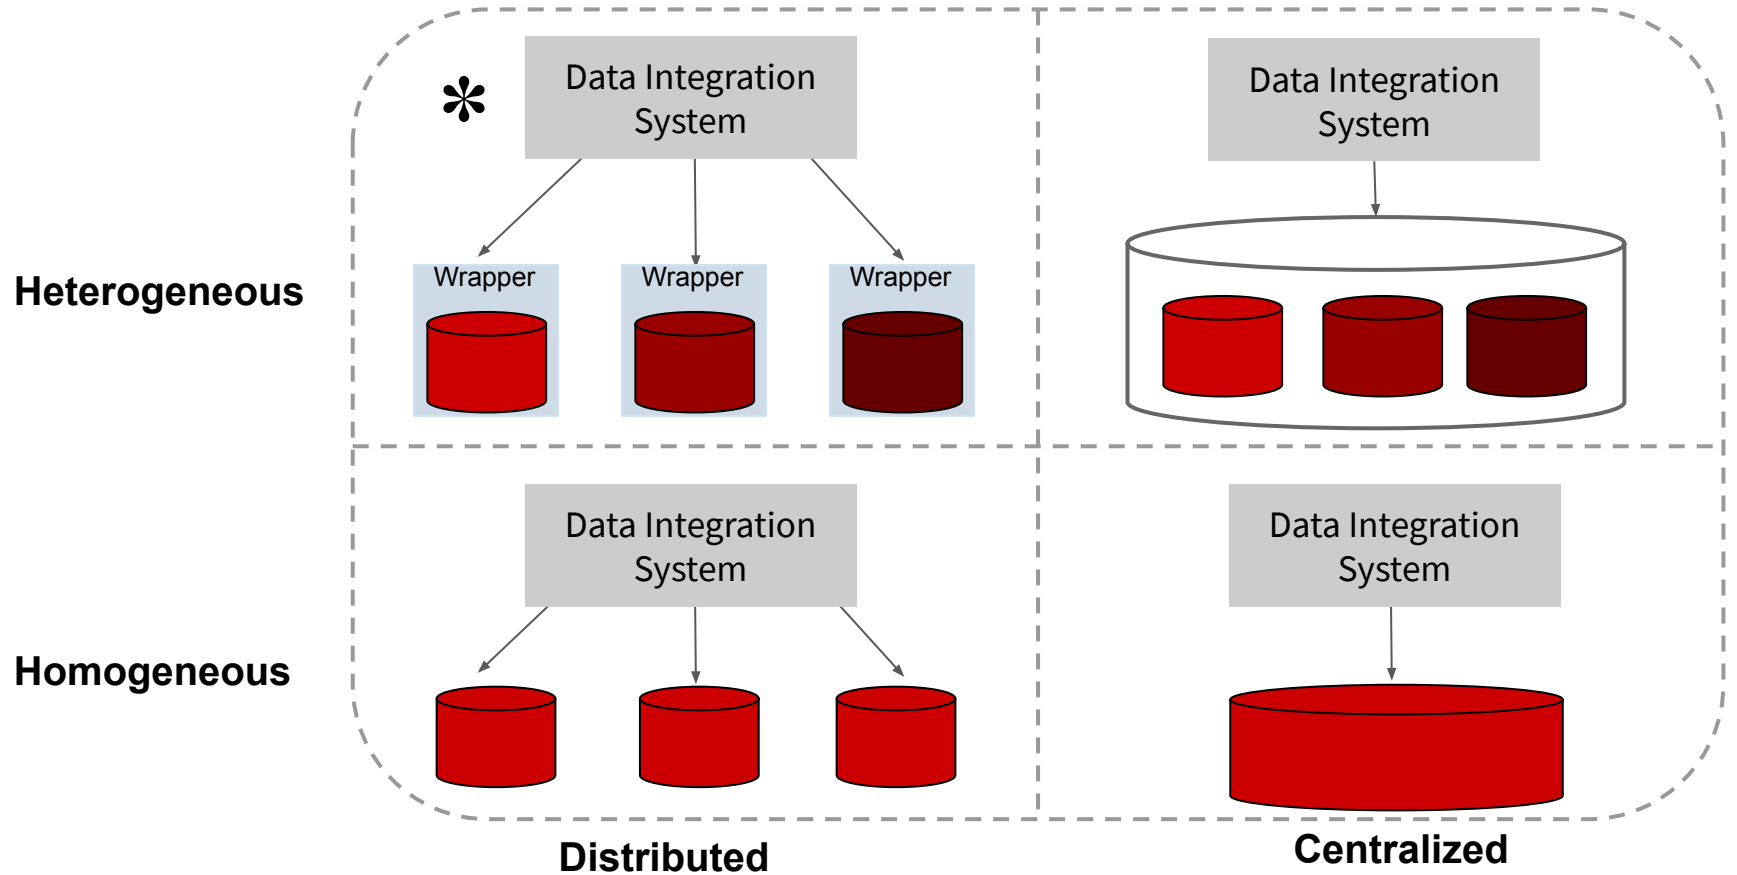 *
Data Integration
System
Data Integration
System
Wrapper
Wrapper
Wrapper
Heterogeneous
Data Integration
System
Data Integration
System
Homogeneous
Distributed
Centralized